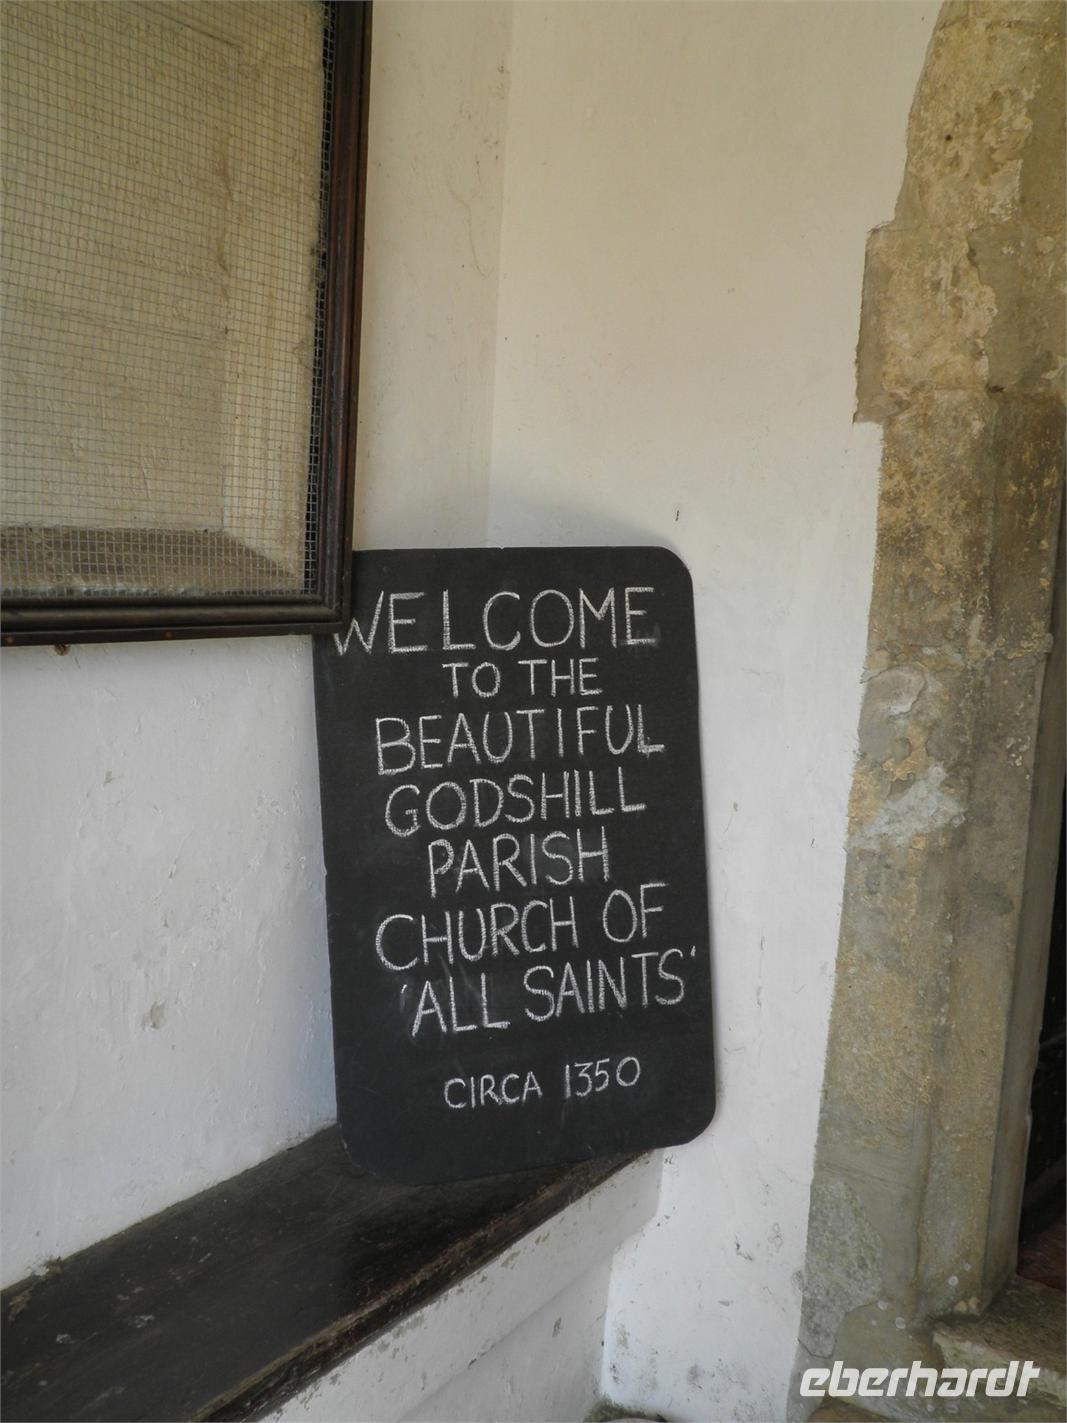 WELCOME
TO THE
BEAUTIFUL
GODSHILL
PARISH
CHURCH OF
'ALL SAINTS'
CIRCA 1350
eberhardt